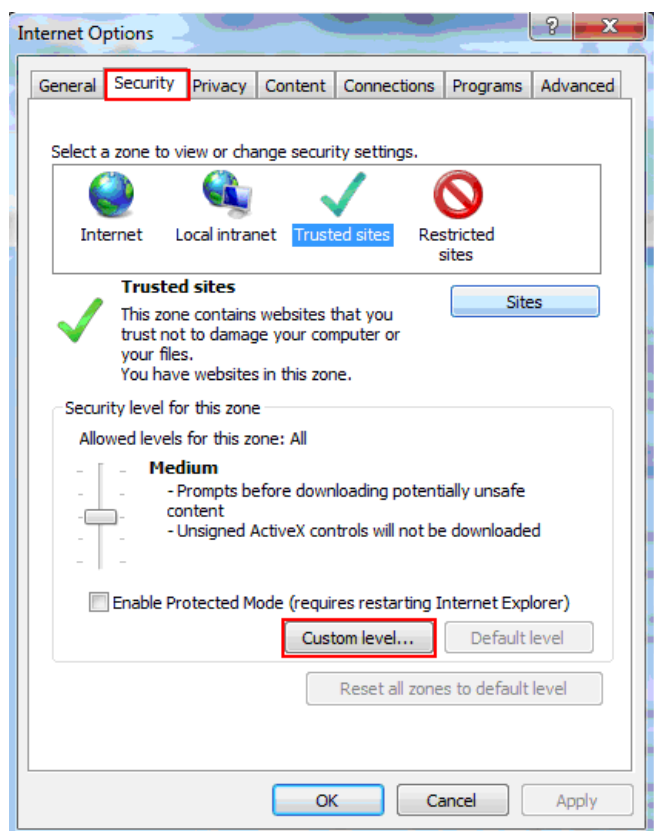 Internet Options
?
X
General Security Privacy Content Connections Programs Advanced
Select a zone to view or change security settings.
Internet Local intranet Trusted sites Restricted
sites
Trusted sites
Sites
This zone contains websites that you
trust not to damage your computer or
your files.
You have websites in this zone.
Security level for this zone
Allowed levels for this zone: All
Medium
- Prompts before downloading potentially unsafe
content
- Unsigned ActiveX controls will not be downloaded
Enable Protected Mode (requires restarting Internet Explorer)
Custom level... Default level
Reset all zones to default level
OK Cancel Apply